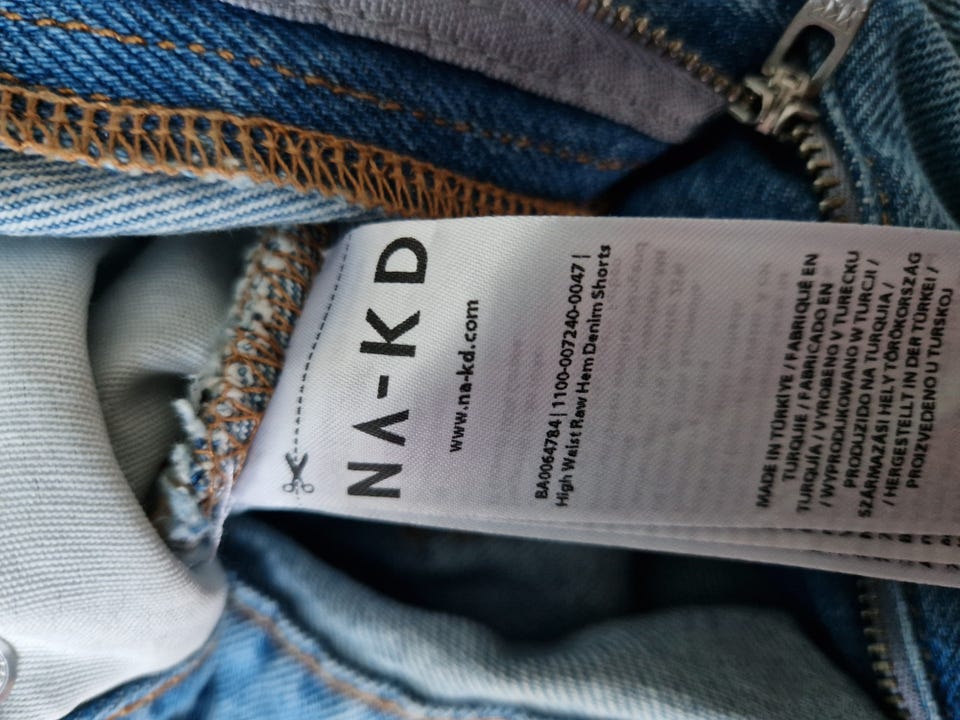 NA-KD
www.na-kd.com
BA0064784 | 1100-007240-0047 |
High Waist Raw Hem Denim Shorts
MADE IN TÜRKIYE / FABRIQUE EN
TURQUIE / FABRICADO EN
TURQUÍA / VYROBENO V TURECKU
/ WYPRODUKOWANO W TURCJI /
PRODUZIDO NA TURQUIA /
SZÁRMAZÁSI HELY TÖRÖKORSZÁG
/ HERGESTELLT IN DER TÜRKEI /
PROIZVEDENO U TURSKOJ